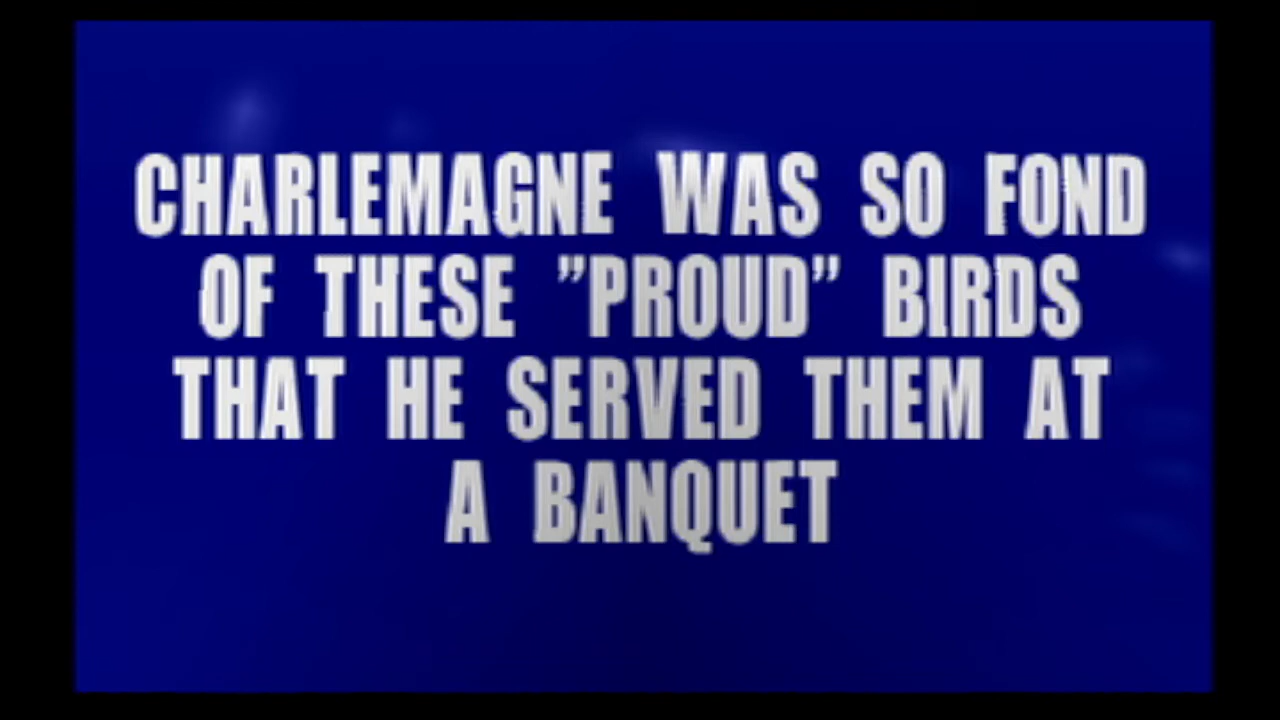 CHARLEMAGNE WAS SO FOND
OF THESE "PROUD" BIRDS
THAT HE SERVED THEM AT
A BANQUET